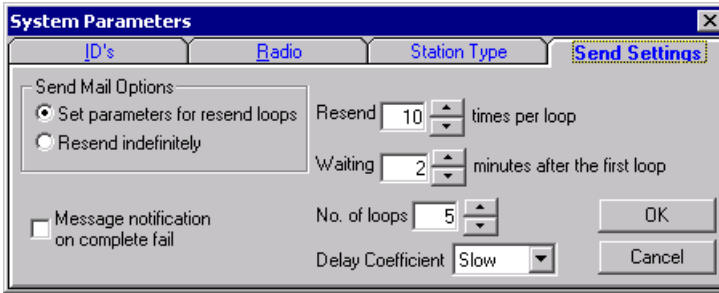 System Parameters
ID's Radio Station Type Send Settings
Send Mail Options
Set parameters for resend loops
Resend indefinitely
Resend 10 times per loop
Waiting 2 minutes after the first loop
Message notification
on complete fail
No. of loops 5
Delay Coefficient Slow
OK
Cancel